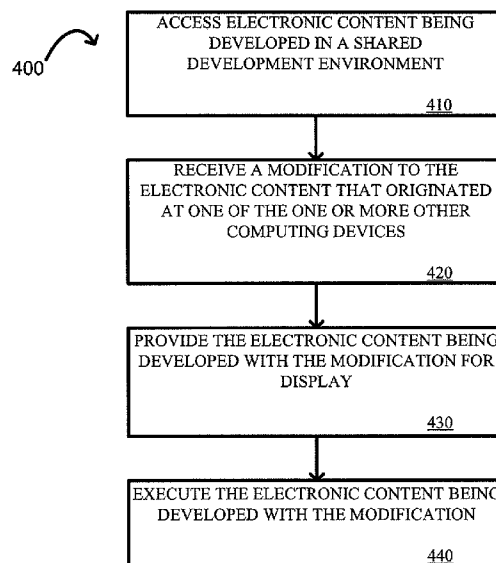 400
ACCESS ELECTRONIC CONTENT BEING
DEVELOPED IN A SHARED
DEVELOPMENT ENVIRONMENT
410
RECEIVE A MODIFICATION TO THE
ELECTRONIC CONTENT THAT ORIGINATED
AT ONE OF THE ONE OR MORE OTHER
COMPUTING DEVICES
420
PROVIDE THE ELECTRONIC CONTENT BEING
DEVELOPED WITH THE MODIFICATION FOR
DISPLAY
430
EXECUTE THE ELECTRONIC CONTENT BEING
DEVELOPED WITH THE MODIFICATION
440